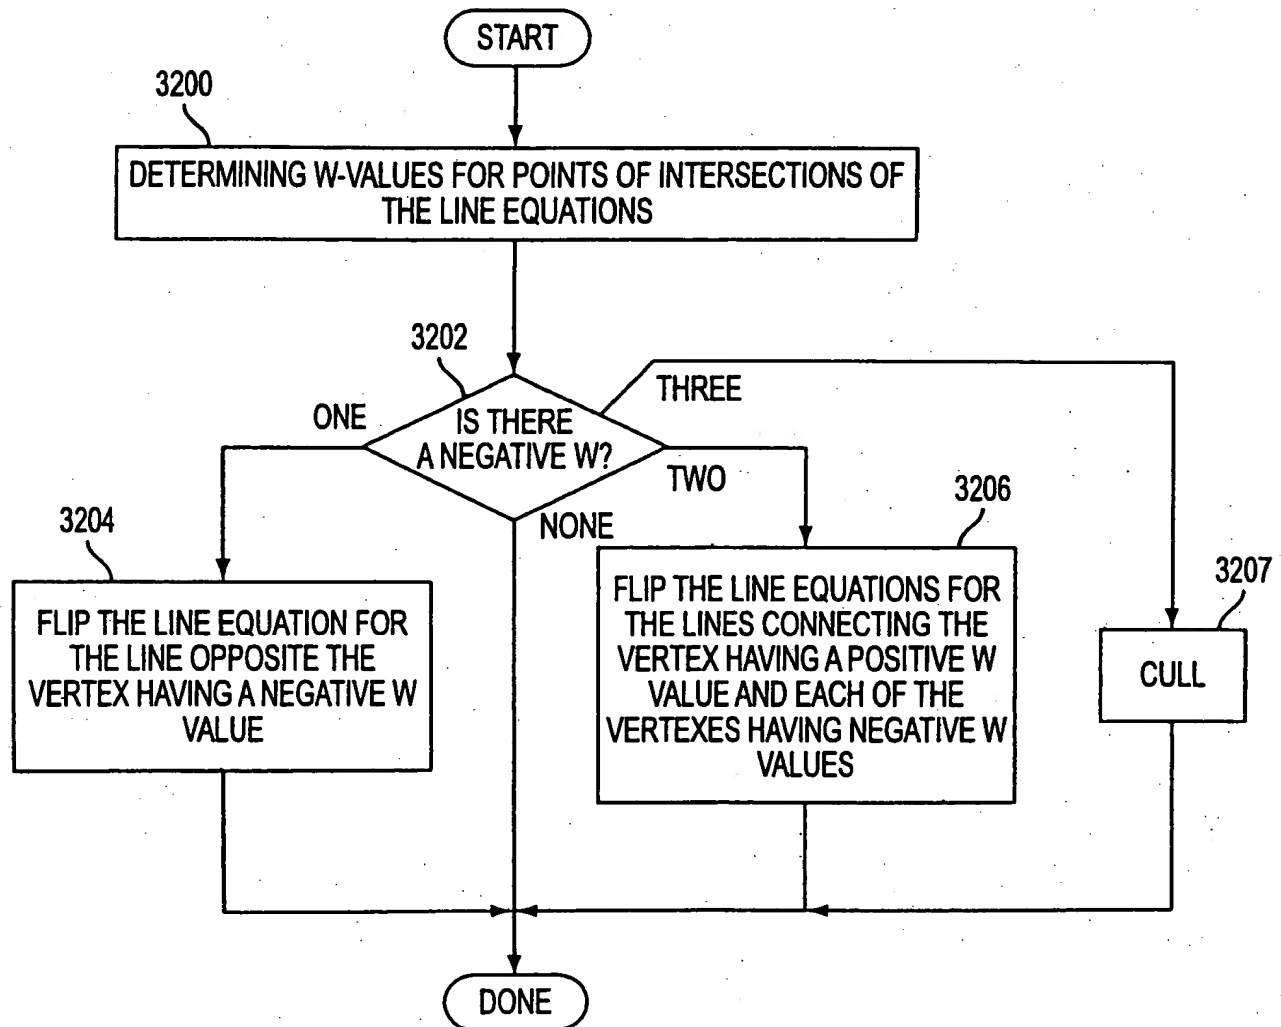 START
3200
DETERMINING W-VALUES FOR POINTS OF INTERSECTIONS OF
THE LINE EQUATIONS
3202
IS THERE
A NEGATIVE W?
ONE
THREE
TWO
NONE
3204
FLIP THE LINE EQUATION FOR
THE LINE OPPOSITE THE
VERTEX HAVING A NEGATIVE W
VALUE
3206
FLIP THE LINE EQUATIONS FOR
THE LINES CONNECTING THE
VERTEX HAVING A POSITIVE W
VALUE AND EACH OF THE
VERTEXES HAVING NEGATIVE W
VALUES
3207
CULL
DONE